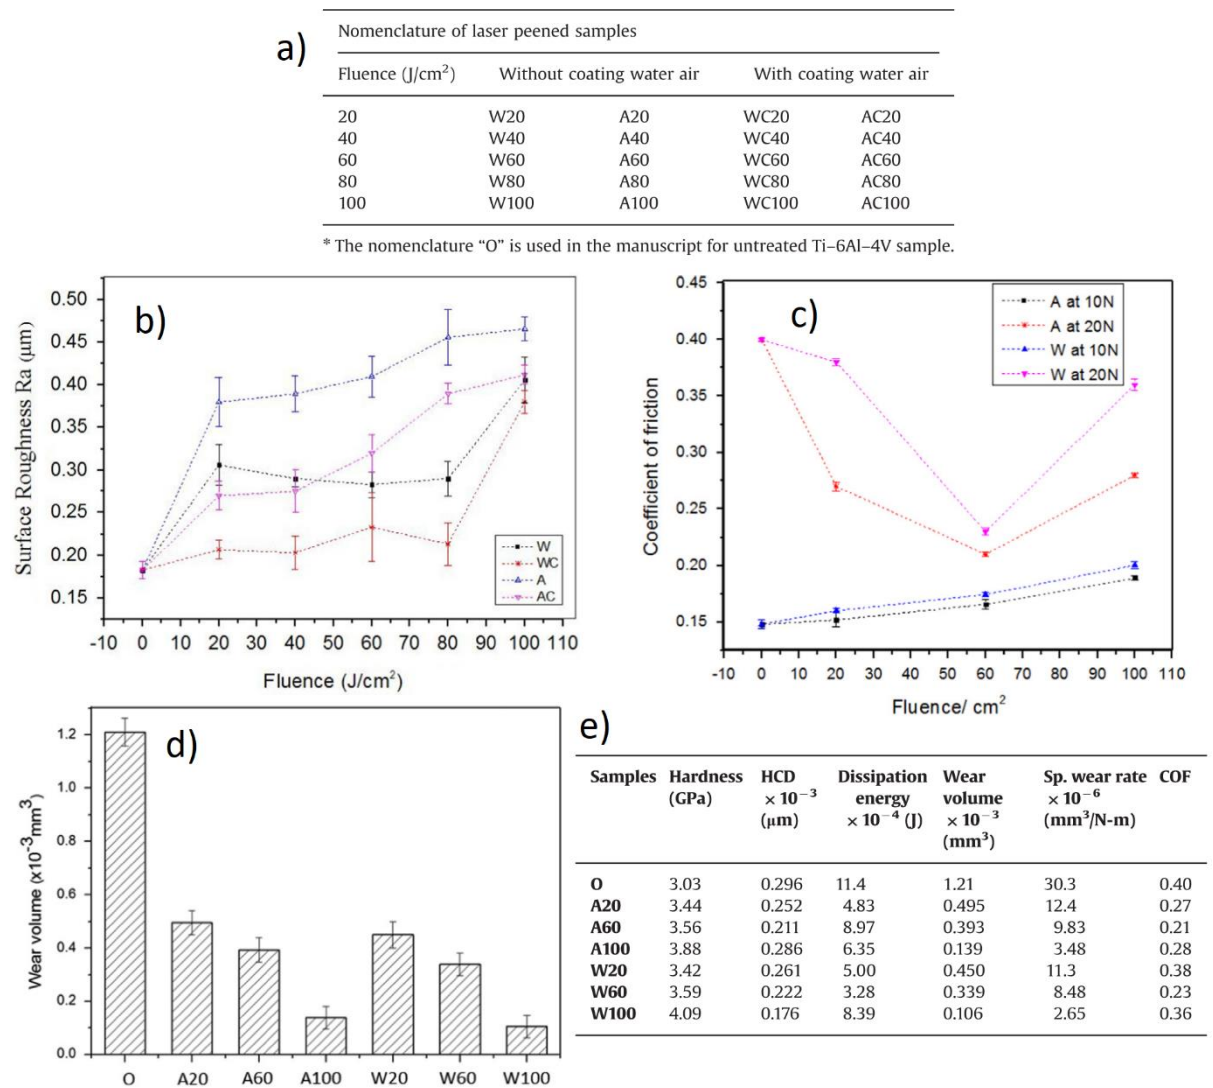 a)
Nomenclature of laser peened samples
Fluence (J/cm²) Without coating water air With coating water air
20 W20 A20 WC20 AC20
40 W40 A40 WC40 AC40
60 W60 A60 WC60 AC60
80 W80 A80 WC80 AC80
100 W100 A100 WC100 AC100
* The nomenclature “O” is used in the manuscript for untreated Ti–6Al–4V sample.
b)
Surface Roughness Ra (μm)
0.50
0.45
0.40
0.35
0.30
0.25
0.20
0.15
W
WC
A
AC
-10 0 10 20 30 40 50 60 70 80 90 100 110
Fluence (J/cm²)
c)
Coefficient of friction
0.45
0.40
0.35
0.30
0.25
0.20
0.15
A at 10N
A at 20N
W at 10N
W at 20N
-10 0 10 20 30 40 50 60 70 80 90 100 110
Fluence/ cm²
d)
Wear volume (x10⁻³mm³)
1.2
1.0
0.8
0.6
0.4
0.2
0.0
O A20 A60 A100 W20 W60 W100
e)
Samples Hardness HCD Dissipation Wear Sp. wear rate COF
(GPa) × 10⁻³ energy volume × 10⁻⁶
(μm) × 10⁻⁴ (J) × 10⁻³ (mm³/N-m)
(mm³)
O 3.03 0.296 11.4 1.21 30.3 0.40
A20 3.44 0.252 4.83 0.495 12.4 0.27
A60 3.56 0.211 8.97 0.393 9.83 0.21
A100 3.88 0.286 6.35 0.139 3.48 0.28
W20 3.42 0.261 5.00 0.450 11.3 0.38
W60 3.59 0.222 3.28 0.339 8.48 0.23
W100 4.09 0.176 8.39 0.106 2.65 0.36